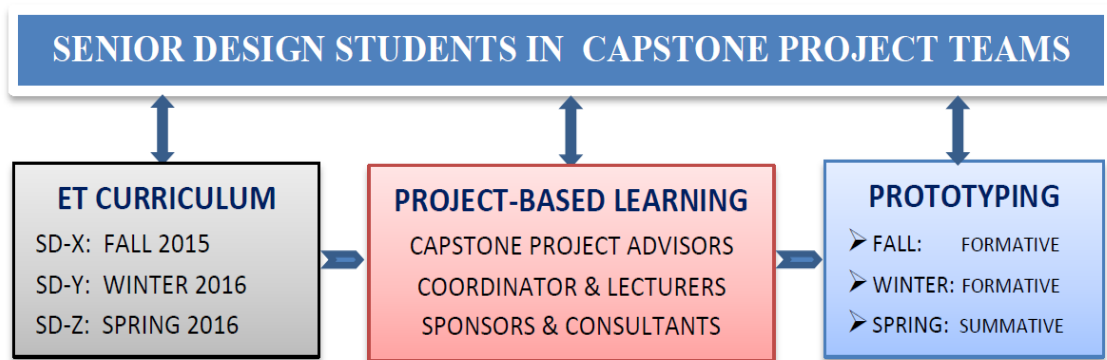 SENIOR DESIGN STUDENTS IN CAPSTONE PROJECT TEAMS
ET CURRICULUM
SD-X: FALL 2015
SD-Y: WINTER 2016
SD-Z: SPRING 2016
PROJECT-BASED LEARNING
CAPSTONE PROJECT ADVISORS
COORDINATOR & LECTURERS
SPONSORS & CONSULTANTS
PROTOTYPING
➢ FALL: FORMATIVE
➢ WINTER: FORMATIVE
➢ SPRING: SUMMATIVE